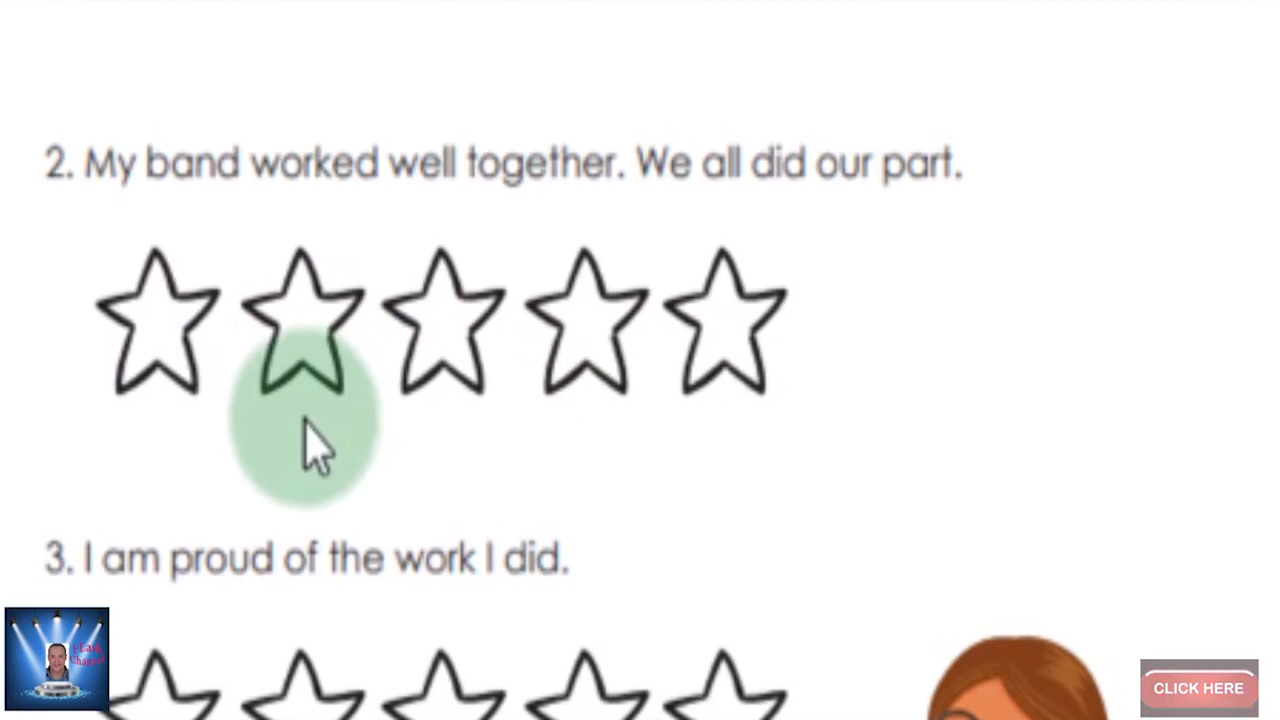 2. My band worked well together. We all did our part.
3. I am proud of the work I did.
CLICK HERE